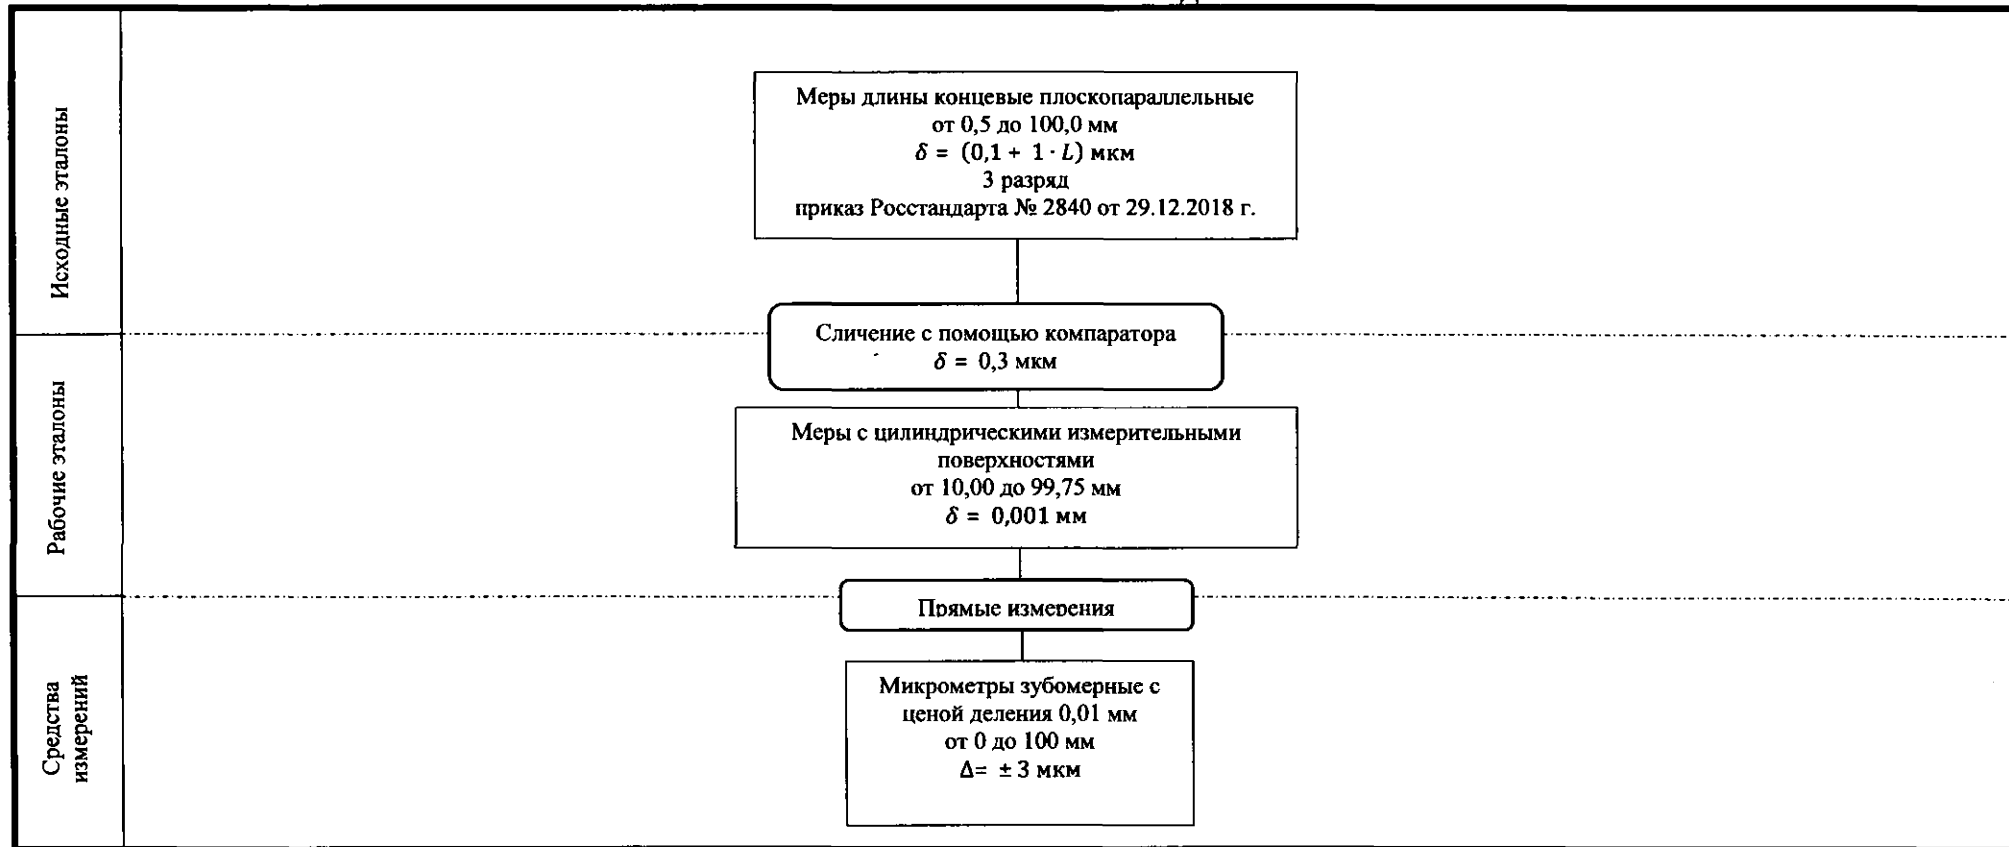 Исходные эталоны
Меры длины концевые плоскопараллельные
от 0,5 до 100,0 мм
δ = (0,1 + 1 · L) мкм
3 разряд
приказ Росстандарта № 2840 от 29.12.2018 г.
Сличение с помощью компаратора
δ = 0,3 мкм
Рабочие эталоны
Меры с цилиндрическими измерительными
поверхностями
от 10,00 до 99,75 мм
δ = 0,001 мм
Прямые измерения
Средства
измерений
Микрометры зубомерные с
ценой деления 0,01 мм
от 0 до 100 мм
Δ= ± 3 мкм